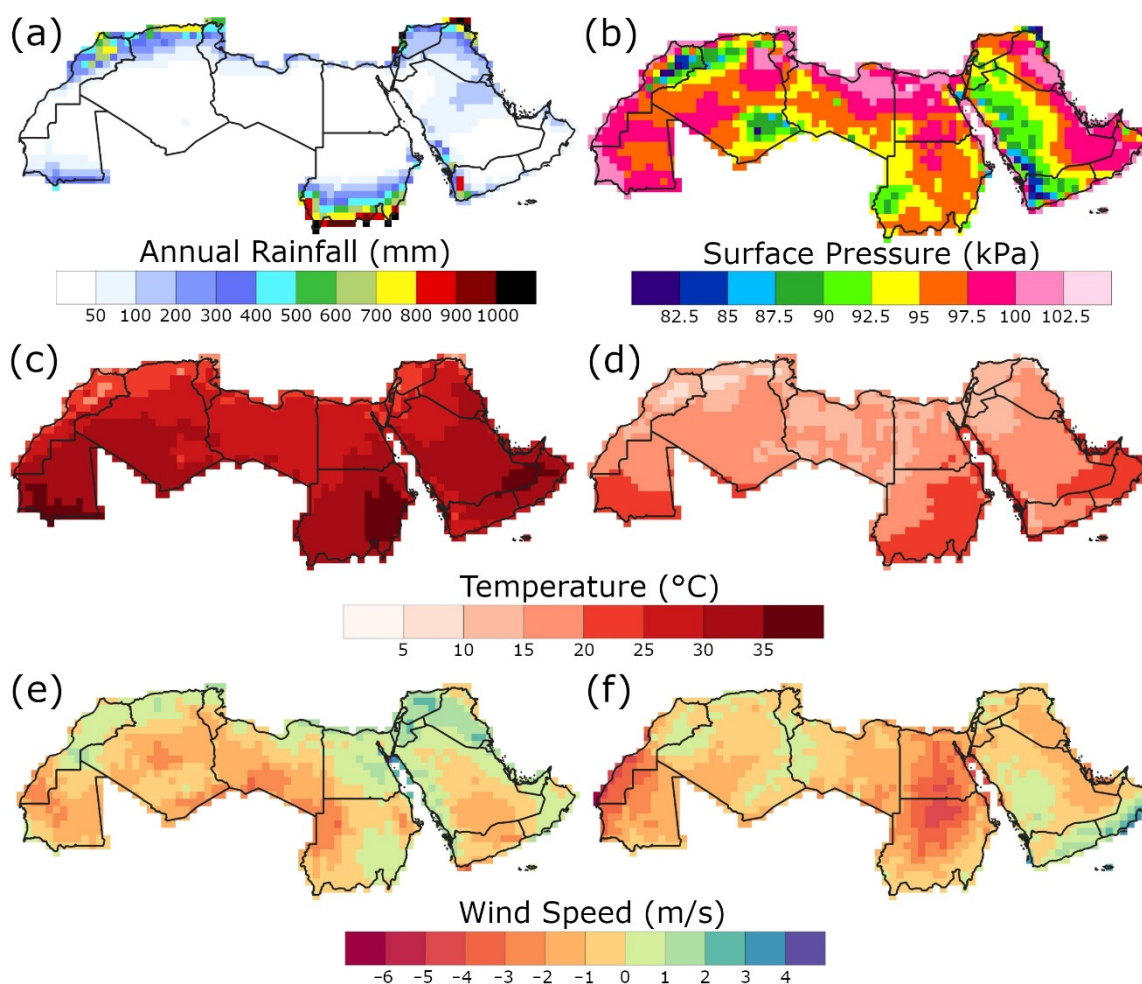 (a) (b)
Annual Rainfall (mm) Surface Pressure (kPa)
50 100 200 300 400 500 600 700 800 900 1000 82.5 85 87.5 90 92.5 95 97.5 100 102.5
(c) (d)
Temperature (°C)
5 10 15 20 25 30 35
(e) (f)
Wind Speed (m/s)
−6 −5 −4 −3 −2 −1 0 1 2 3 4